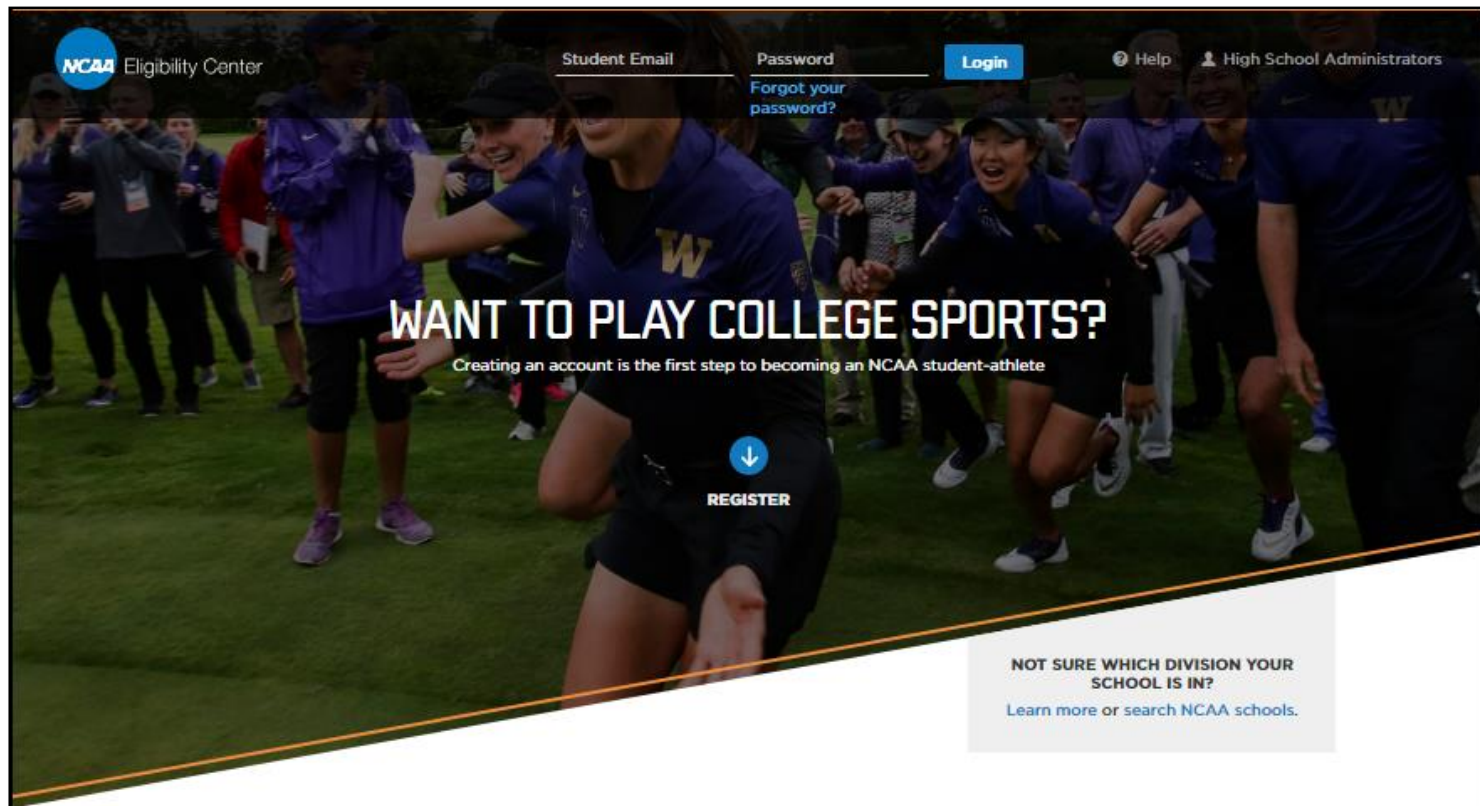 NCAA Eligibility Center
Student Email
Password
Login
Help
High School Administrators
Forgot your
password?
W
W
WANT TO PLAY COLLEGE SPORTS?
Creating an account is the first step to becoming an NCAA student-athlete
REGISTER
NOT SURE WHICH DIVISION YOUR
SCHOOL IS IN?
Learn more or search NCAA schools.